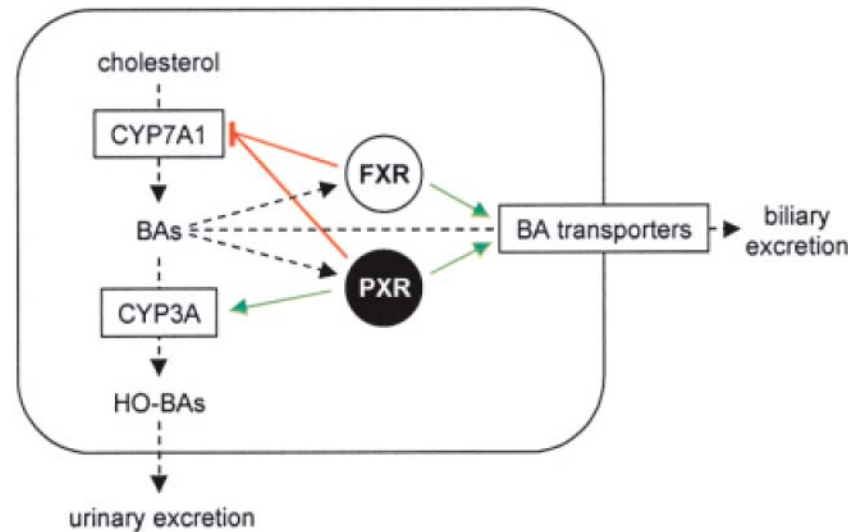 cholesterol
CYP7A1
FXR
BAs
BA transporters
biliary
excretion
PXR
CYP3A
HO-BAs
urinary excretion